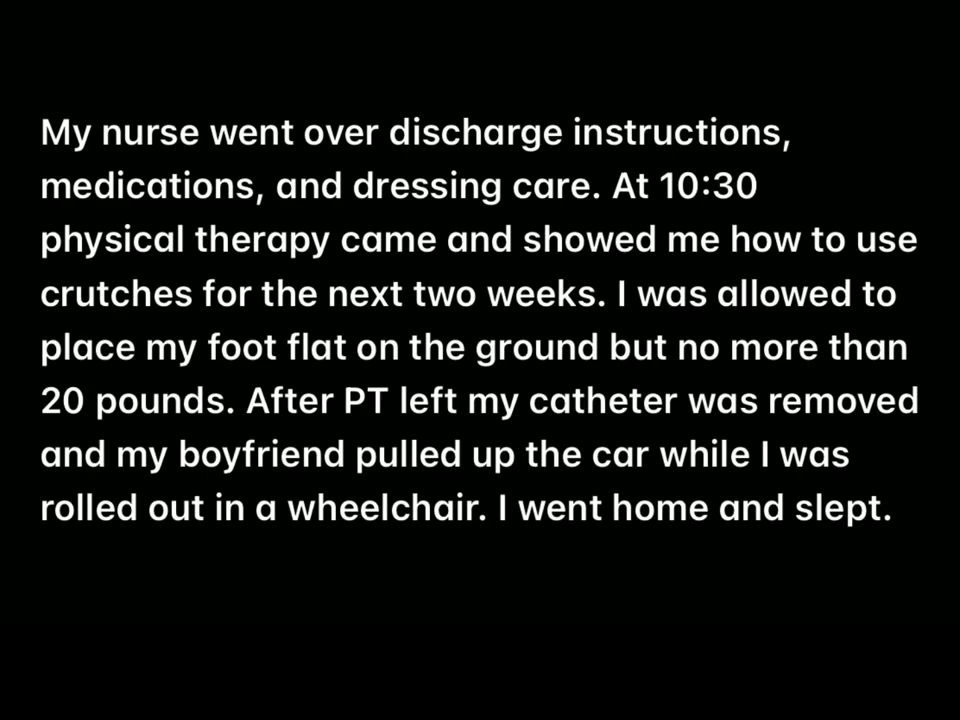 My nurse went over discharge instructions,
medications, and dressing care. At 10:30
physical therapy came and showed me how to use
crutches for the next two weeks. I was allowed to
place my foot flat on the ground but no more than
20 pounds. After PT left my catheter was removed
and my boyfriend pulled up the car while I was
rolled out in a wheelchair. I went home and slept.